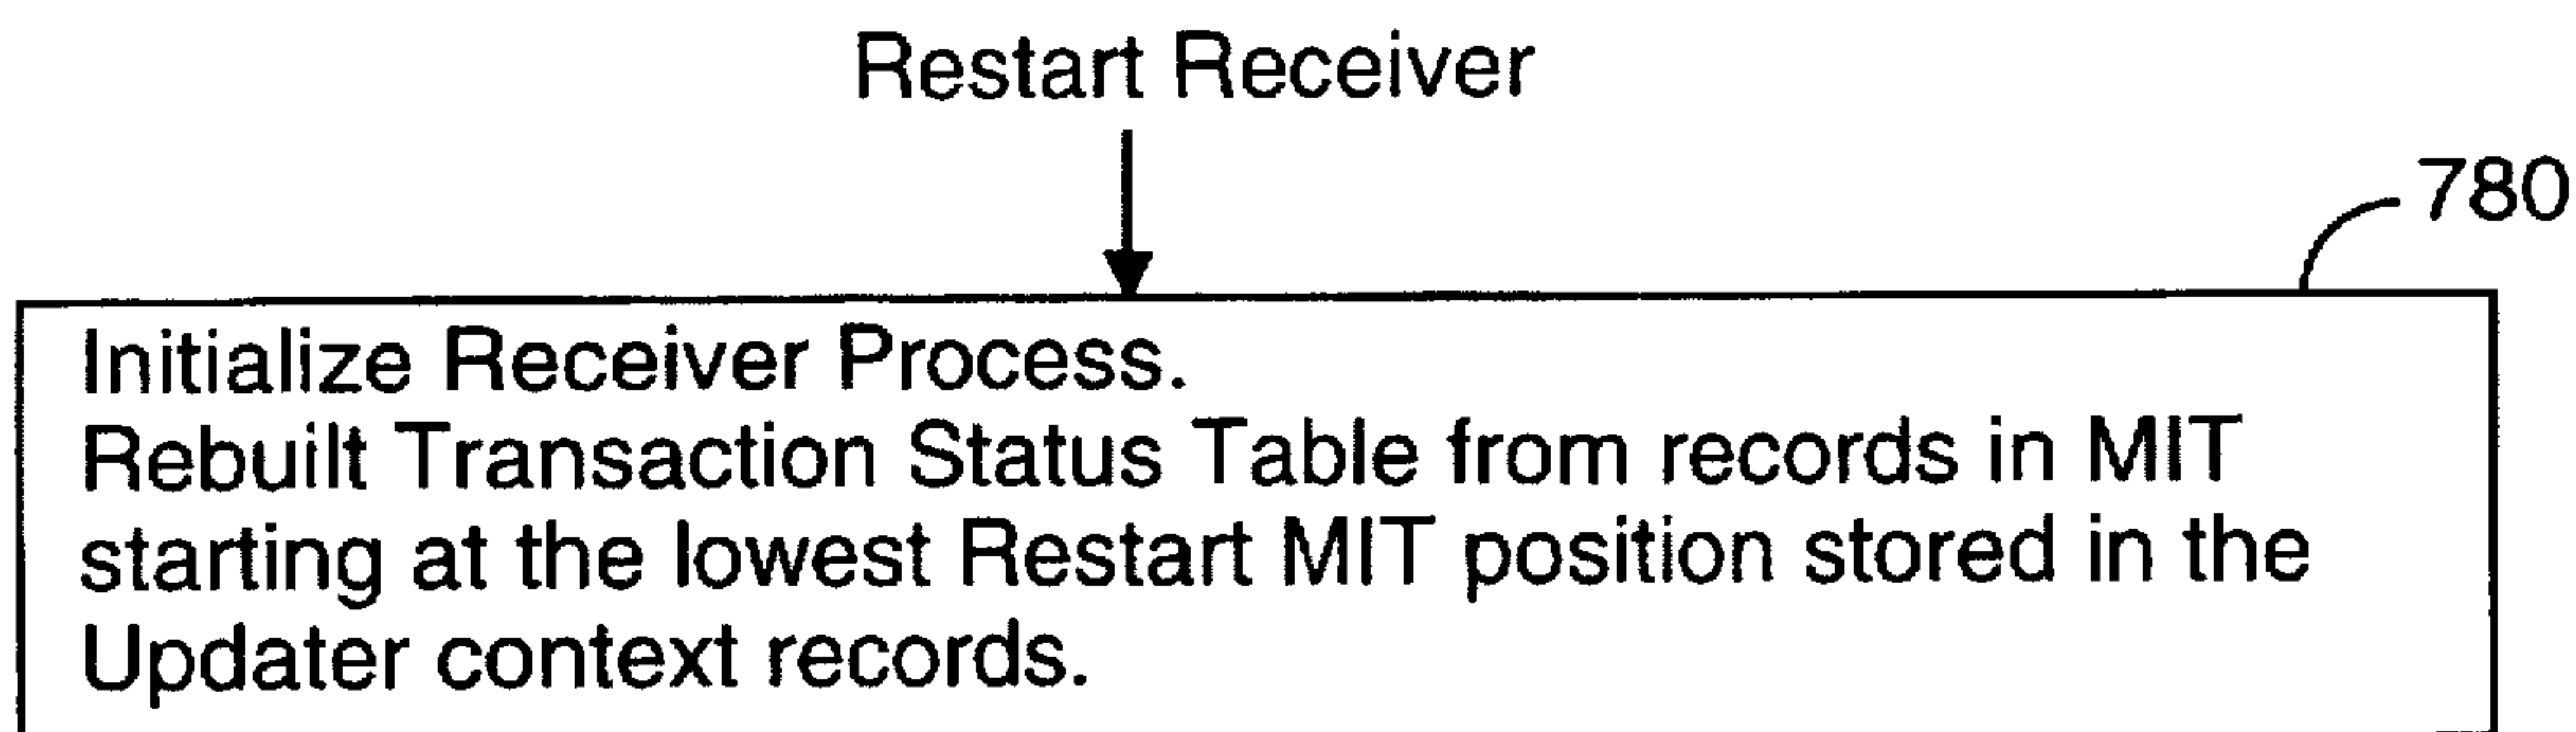 Restart Receiver
780
Initialize Receiver Process.
Rebuilt Transaction Status Table from records in MIT
starting at the lowest Restart MIT position stored in the
Updater context records.